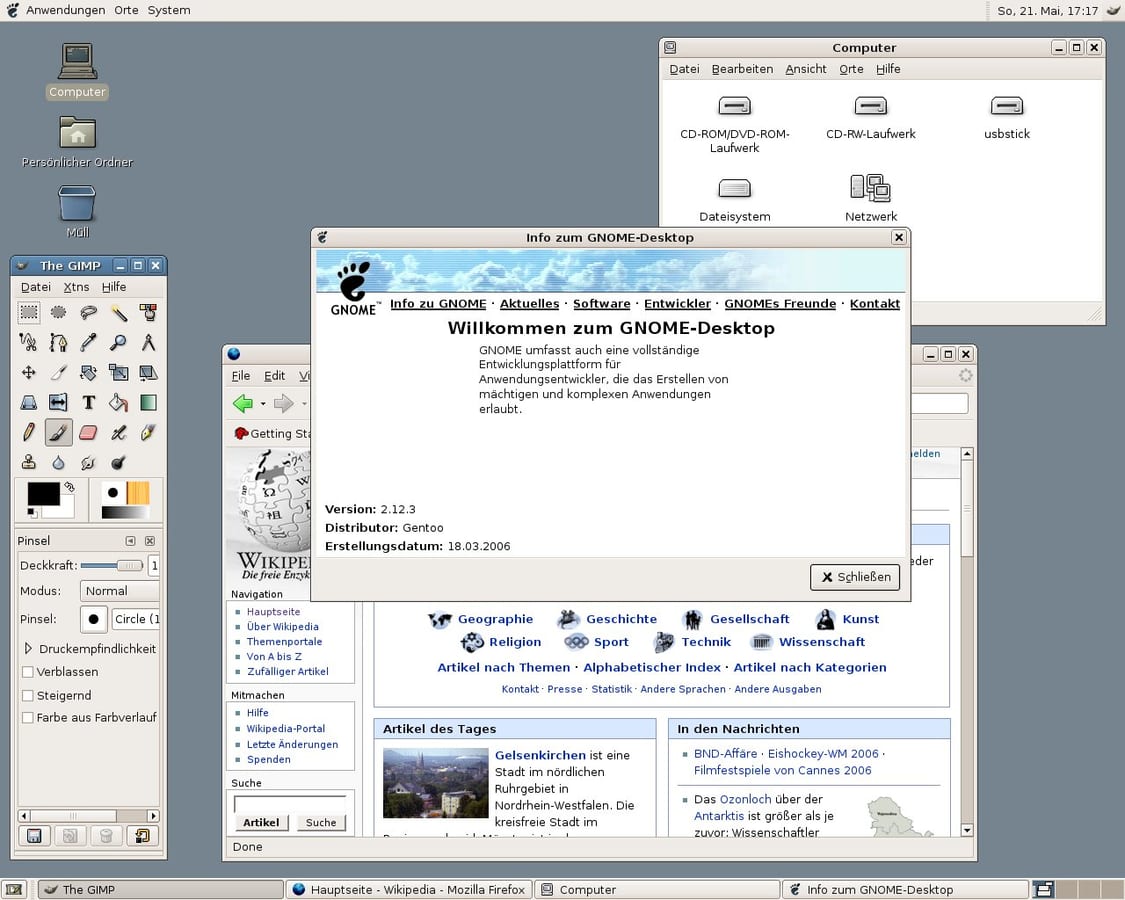 Anwendungen Orte System
So, 21. Mai, 17:17
Computer
Persönlicher Ordner
Müll
Computer
Datei Bearbeiten Ansicht Orte Hilfe
CD-ROM/DVD-ROM-
Laufwerk
CD-RW-Laufwerk
usbstick
Dateisystem
Netzwerk
The GIMP
Datei Xtns Hilfe
Pinsel
Deckkraft: 1
Modus: Normal
Pinsel: Circle (1
Druckempfindlichkeit
Verblassen
Steigernd
Farbe aus Farbverlauf
Info zum GNOME-Desktop
GNOME™
Info zu GNOME · Aktuelles · Software · Entwickler · GNOMEs Freunde · Kontakt
Willkommen zum GNOME-Desktop
GNOME umfasst auch eine vollständige
Entwicklungsplattform für
Anwendungsentwickler, die das Erstellen von
mächtigen und komplexen Anwendungen
erlaubt.
Version: 2.12.3
Distributor: Gentoo
Erstellungsdatum: 18.03.2006
Schließen
File Edit Vi
Getting Sta
elden
eder
WIKIPE
Die freie Enzyk
Navigation
Hauptseite
Über Wikipedia
Themenportale
Von A bis Z
Zufälliger Artikel
Mitmachen
Hilfe
Wikipedia-Portal
Letzte Änderungen
Spenden
Suche
Artikel Suche
Geographie Geschichte Gesellschaft Kunst
Religion Sport Technik Wissenschaft
Artikel nach Themen · Alphabetischer Index · Artikel nach Kategorien
Kontakt · Presse · Statistik · Andere Sprachen · Andere Ausgaben
Artikel des Tages
Gelsenkirchen ist eine
Stadt im nördlichen
Ruhrgebiet in
Nordrhein-Westfalen. Die
kreisfreie Stadt im
In den Nachrichten
BND-Affäre · Eishockey-WM 2006 ·
Filmfestspiele von Cannes 2006
Das Ozonloch über der
Antarktis ist größer als je
zuvor: Wissenschaftler
Done
The GIMP
Hauptseite - Wikipedia - Mozilla Firefox
Computer
Info zum GNOME-Desktop